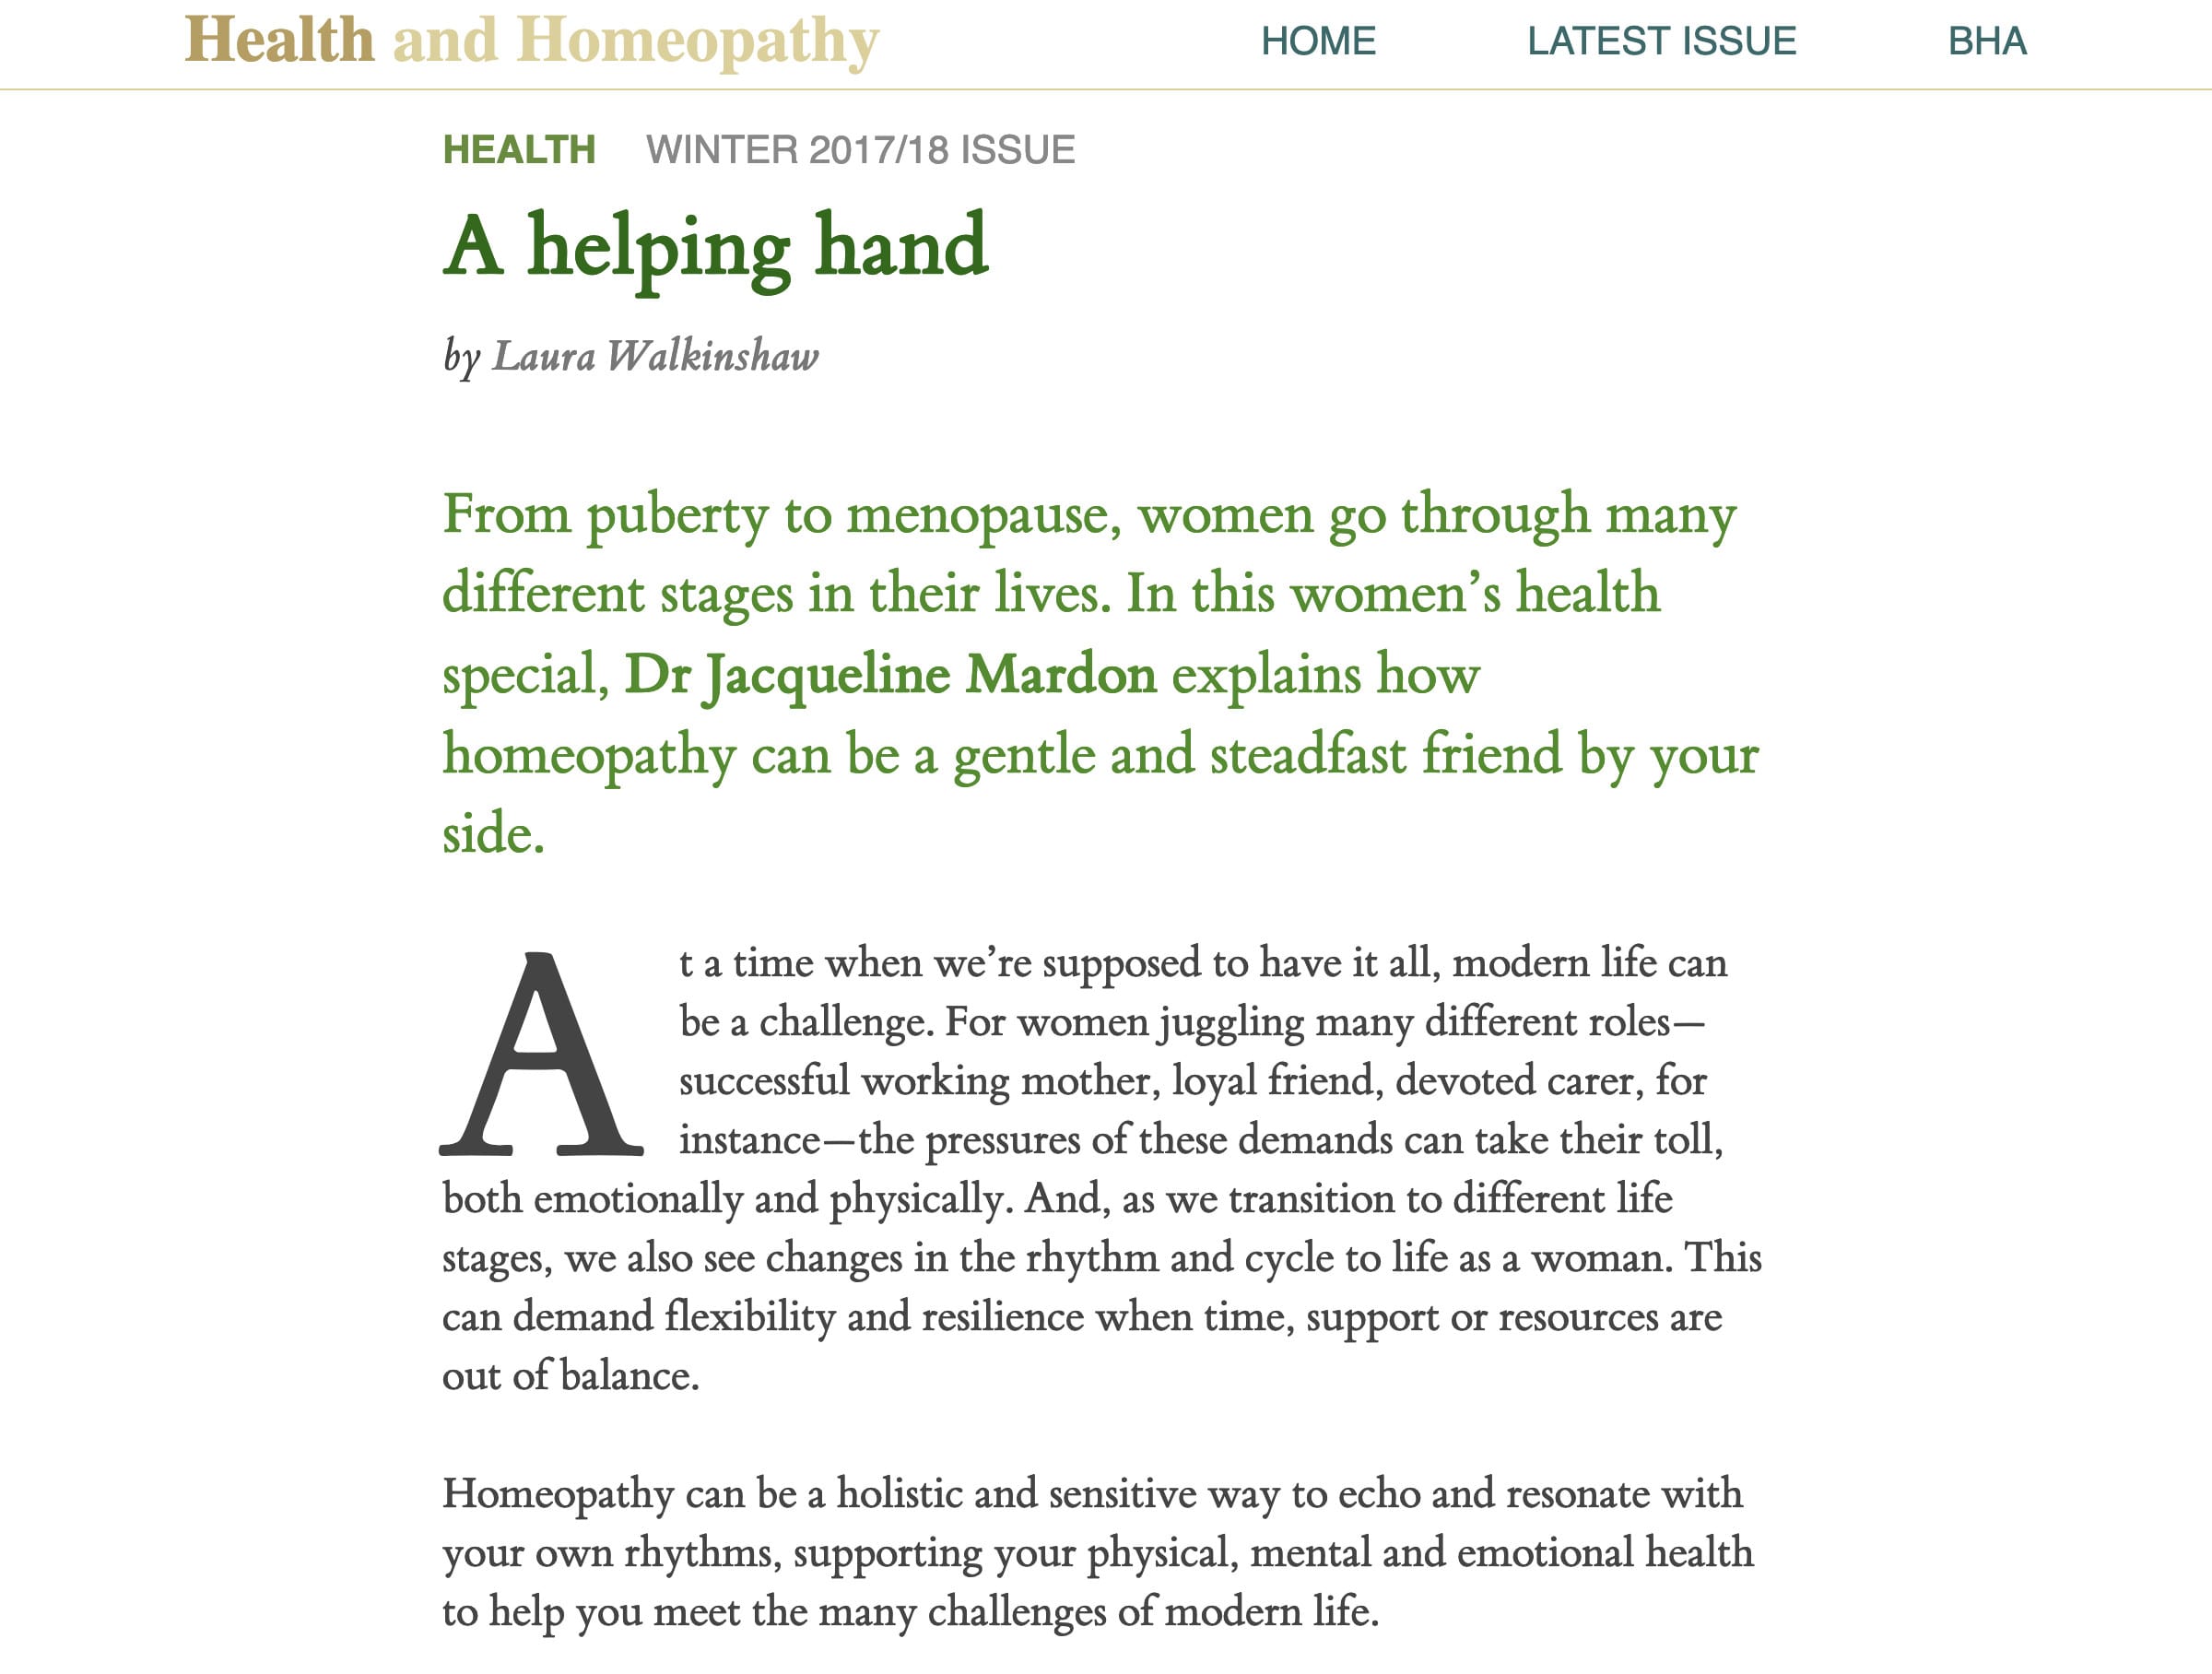 Health and Homeopathy
HOME
LATEST ISSUE
BHA
HEALTH WINTER 2017/18 ISSUE
A helping hand
by Laura Walkinshaw
From puberty to menopause, women go through many
different stages in their lives. In this women’s health
special, Dr Jacqueline Mardon explains how
homeopathy can be a gentle and steadfast friend by your
side.
At a time when we’re supposed to have it all, modern life can
be a challenge. For women juggling many different roles—
successful working mother, loyal friend, devoted carer, for
instance—the pressures of these demands can take their toll,
both emotionally and physically. And, as we transition to different life
stages, we also see changes in the rhythm and cycle to life as a woman. This
can demand flexibility and resilience when time, support or resources are
out of balance.
Homeopathy can be a holistic and sensitive way to echo and resonate with
your own rhythms, supporting your physical, mental and emotional health
to help you meet the many challenges of modern life.